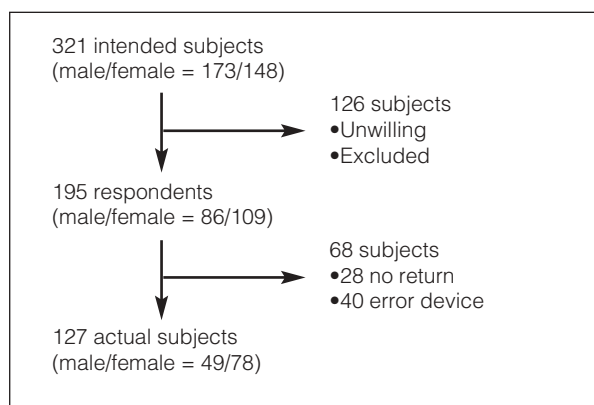 321 intended subjects
(male/female = 173/148)
126 subjects
•Unwilling
•Excluded
195 respondents
(male/female = 86/109)
68 subjects
•28 no return
•40 error device
127 actual subjects
(male/female = 49/78)